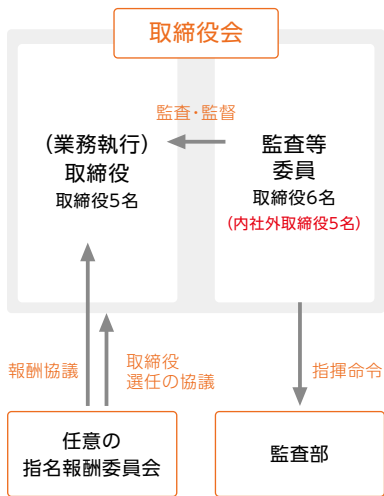 取締役会
監査・監督
(業務執行)
取締役
取締役5名
監査等
委員
取締役6名
(内社外取締役5名)
報酬協議
取締役
選任の協議
指揮命令
任意の
指名報酬委員会
監査部